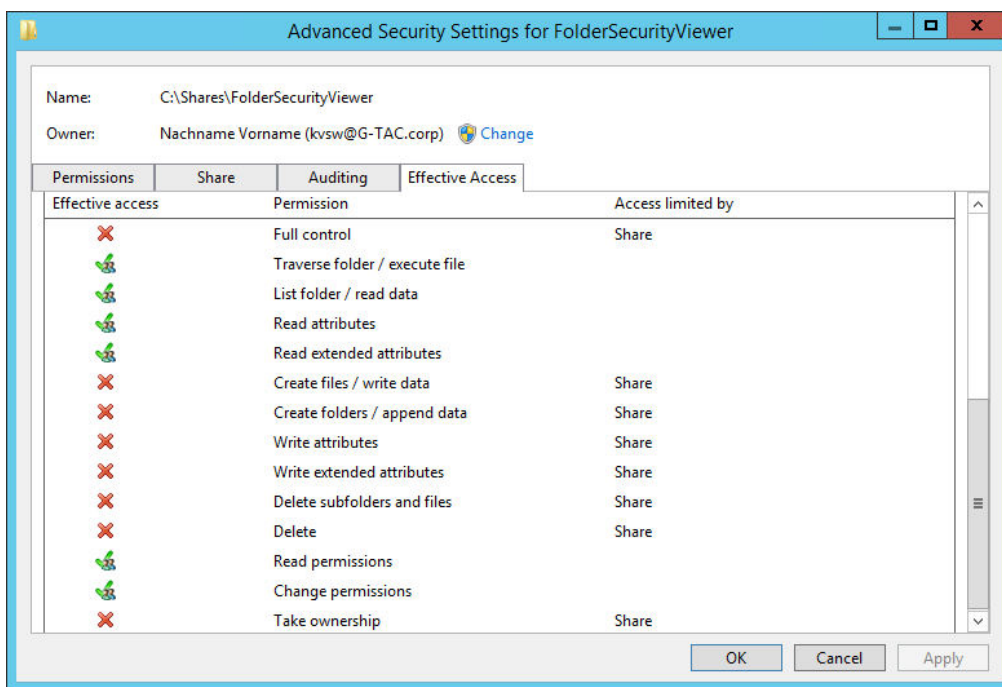 Advanced Security Settings for FolderSecurityViewer
Name: C:\Shares\FolderSecurityViewer
Owner: Nachname Vorname (kvsw@G-TAC.corp) Change
Permissions Share Auditing Effective Access
Effective access Permission Access limited by
Full control Share
Traverse folder / execute file
List folder / read data
Read attributes
Read extended attributes
Create files / write data Share
Create folders / append data Share
Write attributes Share
Write extended attributes Share
Delete subfolders and files Share
Delete Share
Read permissions
Change permissions
Take ownership Share
OK Cancel Apply